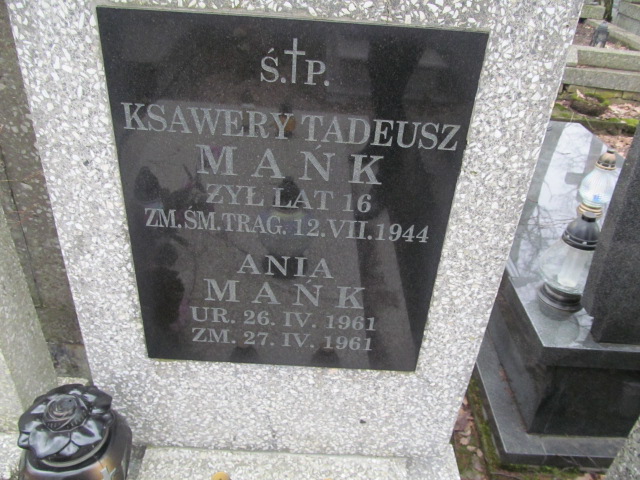 Ś.†P.
KSAWERY TADEUSZ
MAŃK
ŻYŁ LAT 16
ZM.ŚM.TRAG. 12.VII.1944
ANIA
MAŃK
UR. 26. IV. 1961
ZM. 27. IV. 1961